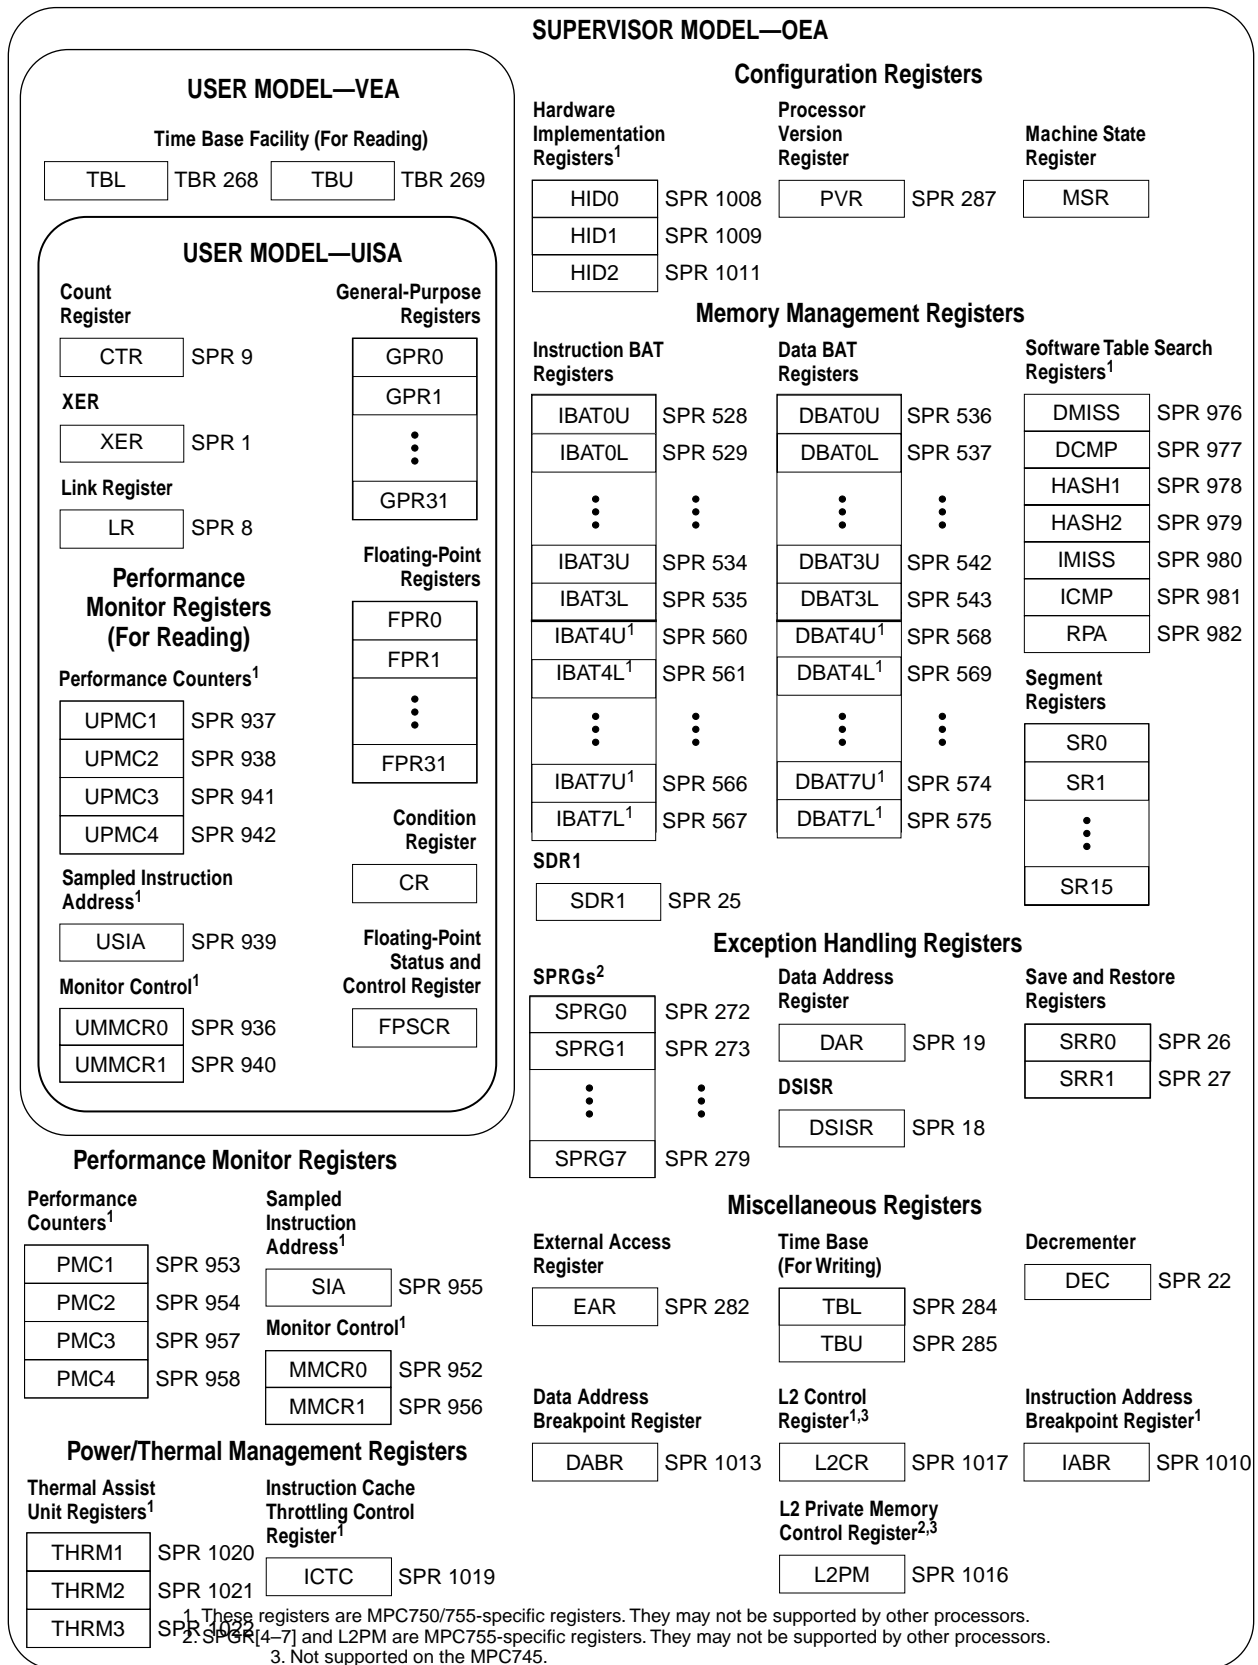 SUPERVISOR MODEL—OEA
USER MODEL—VEA
Time Base Facility (For Reading)
TBL TBR 268 TBU TBR 269
USER MODEL—UISA
Count
Register
CTR SPR 9
XER
XER SPR 1
Link Register
LR SPR 8
Performance
Monitor Registers
(For Reading)
Performance Counters1
UPMC1 SPR 937
UPMC2 SPR 938
UPMC3 SPR 941
UPMC4 SPR 942
Sampled Instruction
Address1
USIA SPR 939
Monitor Control1
UMMCR0 SPR 936
UMMCR1 SPR 940
General-Purpose
Registers
GPR0
GPR1
GPR31
Floating-Point
Registers
FPR0
FPR1
FPR31
Condition
Register
CR
Floating-Point
Status and
Control Register
FPSCR
Configuration Registers
Hardware
Implementation
Registers1
HID0 SPR 1008
HID1 SPR 1009
HID2 SPR 1011
Processor
Version
Register
PVR SPR 287
Machine State
Register
MSR
Memory Management Registers
Instruction BAT
Registers
IBAT0U SPR 528
IBAT0L SPR 529
IBAT3U SPR 534
IBAT3L SPR 535
IBAT4U1 SPR 560
IBAT4L1 SPR 561
IBAT7U1 SPR 566
IBAT7L1 SPR 567
Data BAT
Registers
DBAT0U SPR 536
DBAT0L SPR 537
DBAT3U SPR 542
DBAT3L SPR 543
DBAT4U1 SPR 568
DBAT4L1 SPR 569
DBAT7U1 SPR 574
DBAT7L1 SPR 575
Software Table Search
Registers1
DMISS SPR 976
DCMP SPR 977
HASH1 SPR 978
HASH2 SPR 979
IMISS SPR 980
ICMP SPR 981
RPA SPR 982
Segment
Registers
SR0
SR1
SR15
SDR1
SDR1 SPR 25
Exception Handling Registers
SPRGs2
SPRG0 SPR 272
SPRG1 SPR 273
SPRG7 SPR 279
Data Address
Register
DAR SPR 19
DSISR
DSISR SPR 18
Save and Restore
Registers
SRR0 SPR 26
SRR1 SPR 27
Performance Monitor Registers
Performance
Counters1
PMC1 SPR 953
PMC2 SPR 954
PMC3 SPR 957
PMC4 SPR 958
Sampled
Instruction
Address1
SIA SPR 955
Monitor Control1
MMCR0 SPR 952
MMCR1 SPR 956
Miscellaneous Registers
External Access
Register
EAR SPR 282
Time Base
(For Writing)
TBL SPR 284
TBU SPR 285
Decrementer
DEC SPR 22
Data Address
Breakpoint Register
DABR SPR 1013
L2 Control
Register1,3
L2CR SPR 1017
Instruction Address
Breakpoint Register1
IABR SPR 1010
L2 Private Memory
Control Register2,3
L2PM SPR 1016
Power/Thermal Management Registers
Thermal Assist
Unit Registers1
THRM1 SPR 1020
THRM2 SPR 1021
THRM3 SPR 1022
Instruction Cache
Throttling Control
Register1
ICTC SPR 1019
1. These registers are MPC750/755-specific registers. They may not be supported by other processors.
2. SPGR[4–7] and L2PM are MPC755-specific registers. They may not be supported by other processors.
3. Not supported on the MPC745.